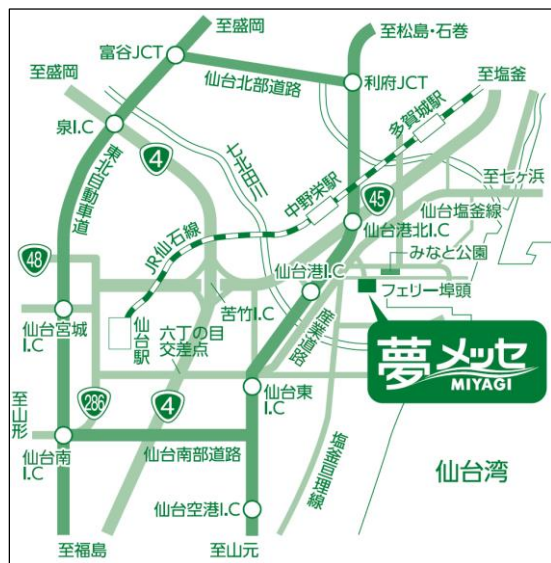 至盛岡
至松島・石巻
富谷JCT
至盛岡
仙台北部道路
利府JCT
至塩釜
多賀城駅
泉I.C
4
七北田川
中野栄駅
至七ヶ浜
東北自動車道
45
仙台塩釜線
仙台港北I.C
JR仙石線
みなと公園
48
仙台港I.C
フェリー埠頭
苦竹I.C
仙台宮城
I.C
仙台駅
六丁の目
交差点
産業道路
夢メッセ
MIYAGI
仙台東
I.C
至山形
286
4
仙台南
I.C
仙台南部道路
塩釜亘理線
仙台湾
仙台空港I.C
至福島
至山元